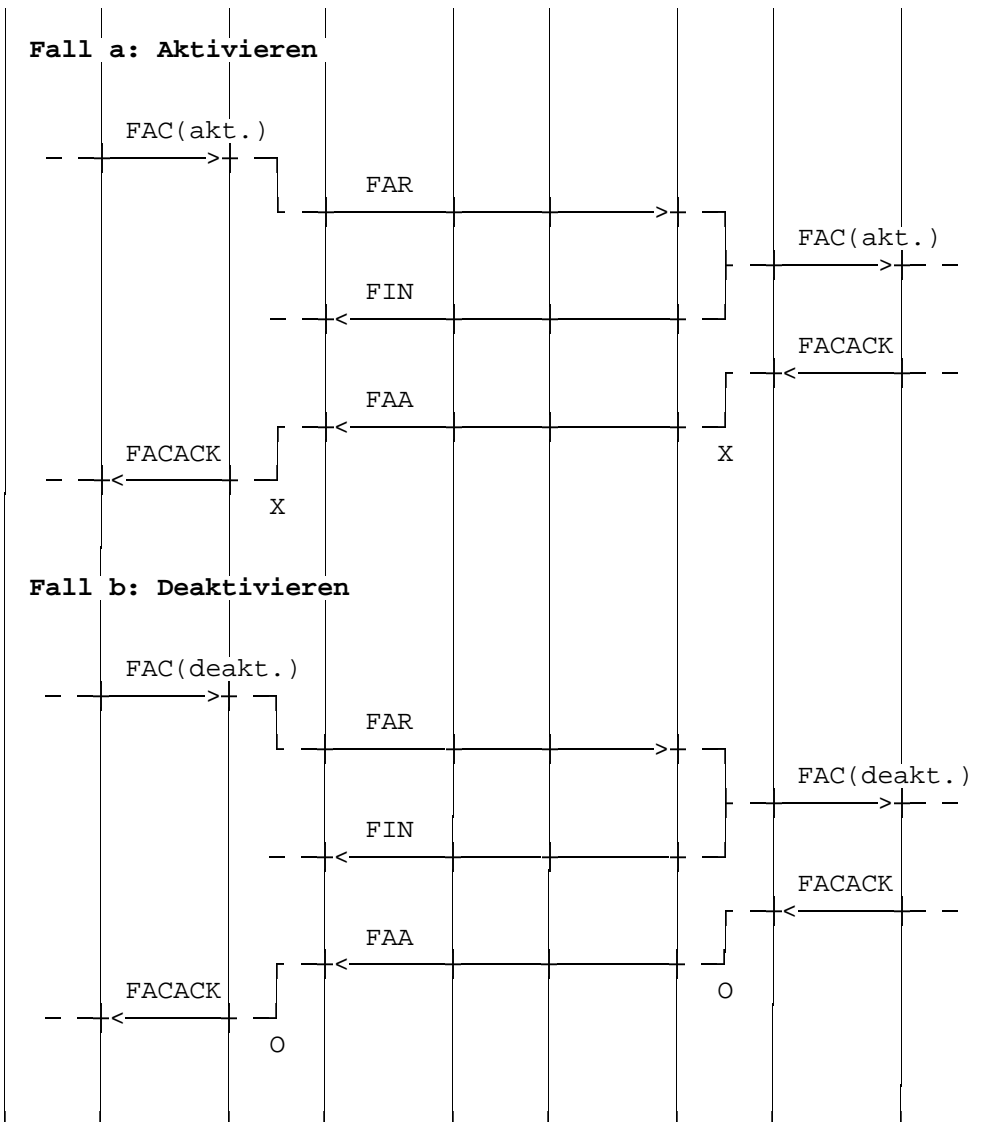 Fall a: Aktivieren
FAC(akt.)
FAR
FAC(akt.)
FIN
FACACK
FAA
FACACK
X
X
Fall b: Deaktivieren
FAC(deakt.)
FAR
FAC(deakt.)
FIN
FACACK
FAA
FACACK
O
O